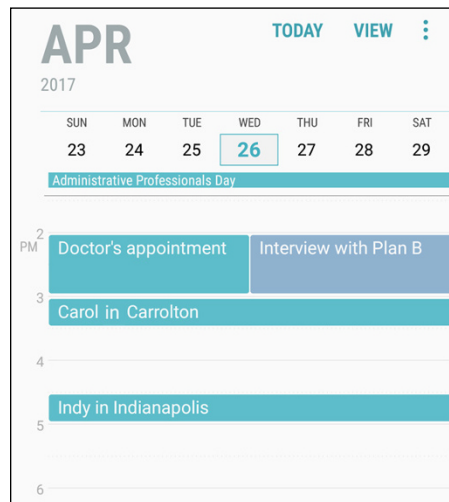 APR
TODAY VIEW
2017
SUN MON TUE WED THU FRI SAT
23 24 25 26 27 28 29
Administrative Professionals Day
2
PM
Doctor's appointment
Interview with Plan B
3
Carol in Carrolton
4
Indy in Indianapolis
5
6